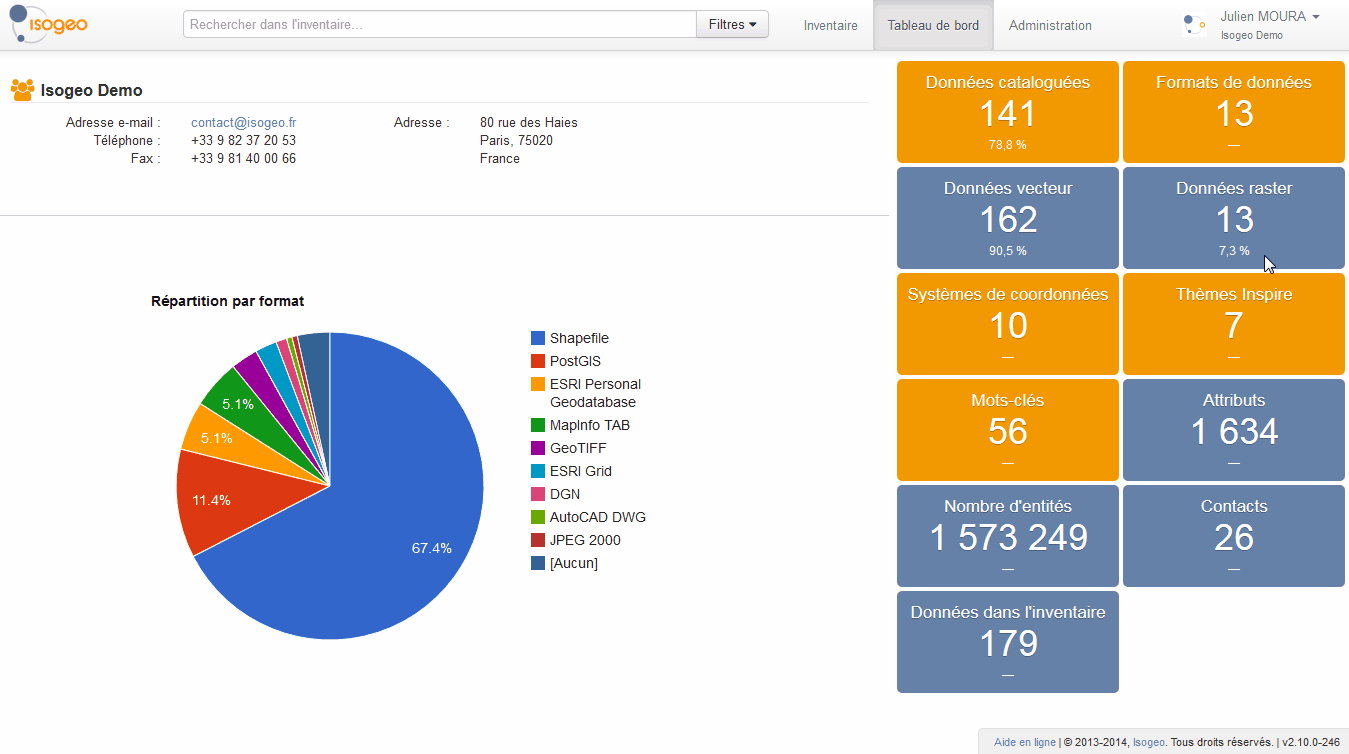 isogeo
Rechercher dans l'inventaire...
Filtres
Inventaire
Tableau de bord
Administration
Julien MOURA
Isogeo Demo
Isogeo Demo
Adresse e-mail : contact@isogeo.fr
Téléphone : +33 9 82 37 20 53
Fax : +33 9 81 40 00 66
Adresse : 80 rue des Haies
Paris, 75020
France
Répartition par format
67.4%
11.4%
5.1%
5.1%
Shapefile
PostGIS
ESRI Personal
Geodatabase
MapInfo TAB
GeoTIFF
ESRI Grid
DGN
AutoCAD DWG
JPEG 2000
[Aucun]
Données cataloguées
141
78,8 %
Formats de données
13
—
Données vecteur
162
90,5 %
Données raster
13
7,3 %
Systèmes de coordonnées
10
—
Thèmes Inspire
7
—
Mots-clés
56
—
Attributs
1 634
—
Nombre d'entités
1 573 249
—
Contacts
26
—
Données dans l'inventaire
179
—
Aide en ligne | © 2013-2014, Isogeo. Tous droits réservés. | v2.10.0-246